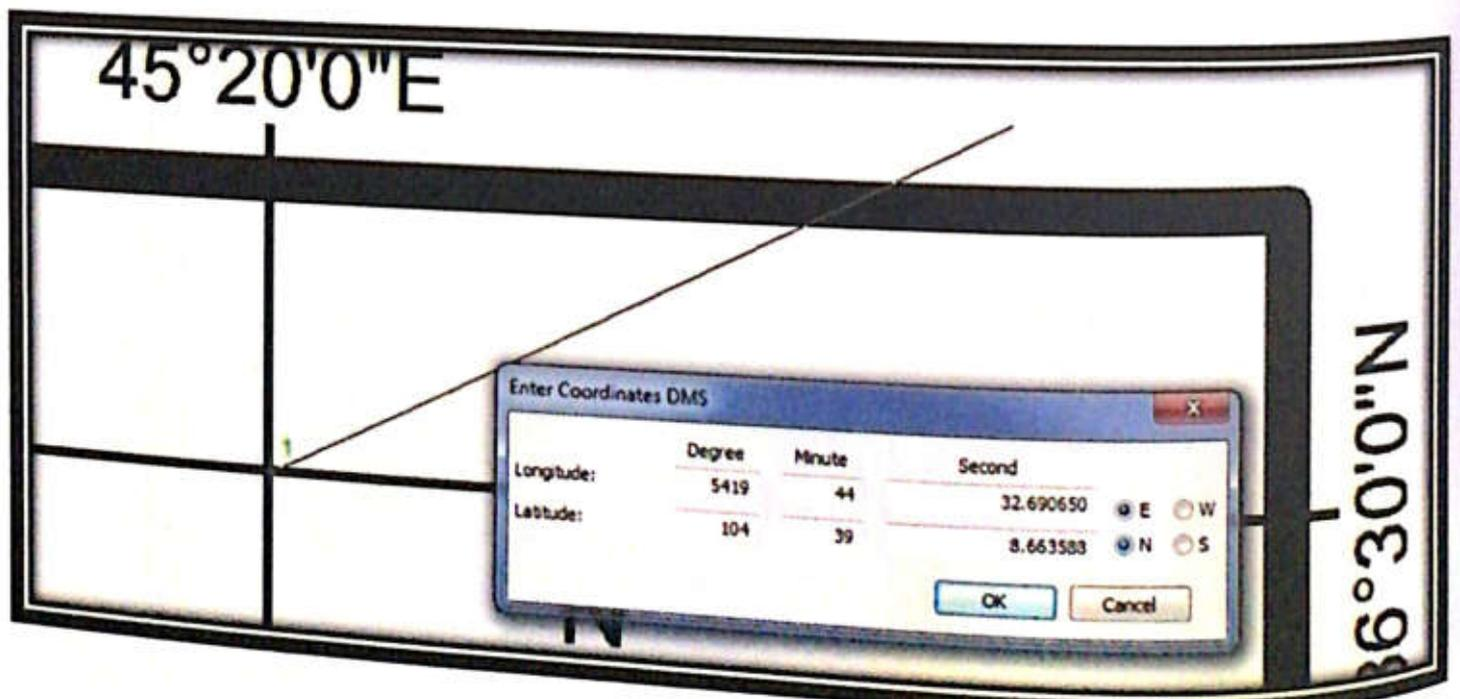 45°20'0"E
1
Enter Coordinates DMS
X
Degree Minute Second
Longitude: 5419 44 32.690650 E W
Latitude: 104 39 8.663588 N S
OK Cancel
N
36°30'0"N